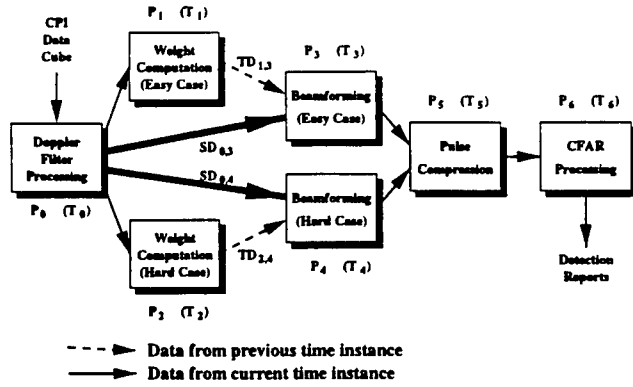 CPI
Data
Cube
P1 (T1)
Weight
Computation
(Easy Case)
TD1,3
P3 (T3)
Beamforming
(Easy Case)
P5 (T5)
P6 (T6)
Doppler
Filter
Processing
SD0,3
Pulse
Compression
CFAR
Processing
SD0,4
P0 (T0)
Beamforming
(Hard Case)
Weight
Computation
(Hard Case)
TD2,4
P4 (T4)
Detection
Reports
P2 (T2)
Data from previous time instance
Data from current time instance